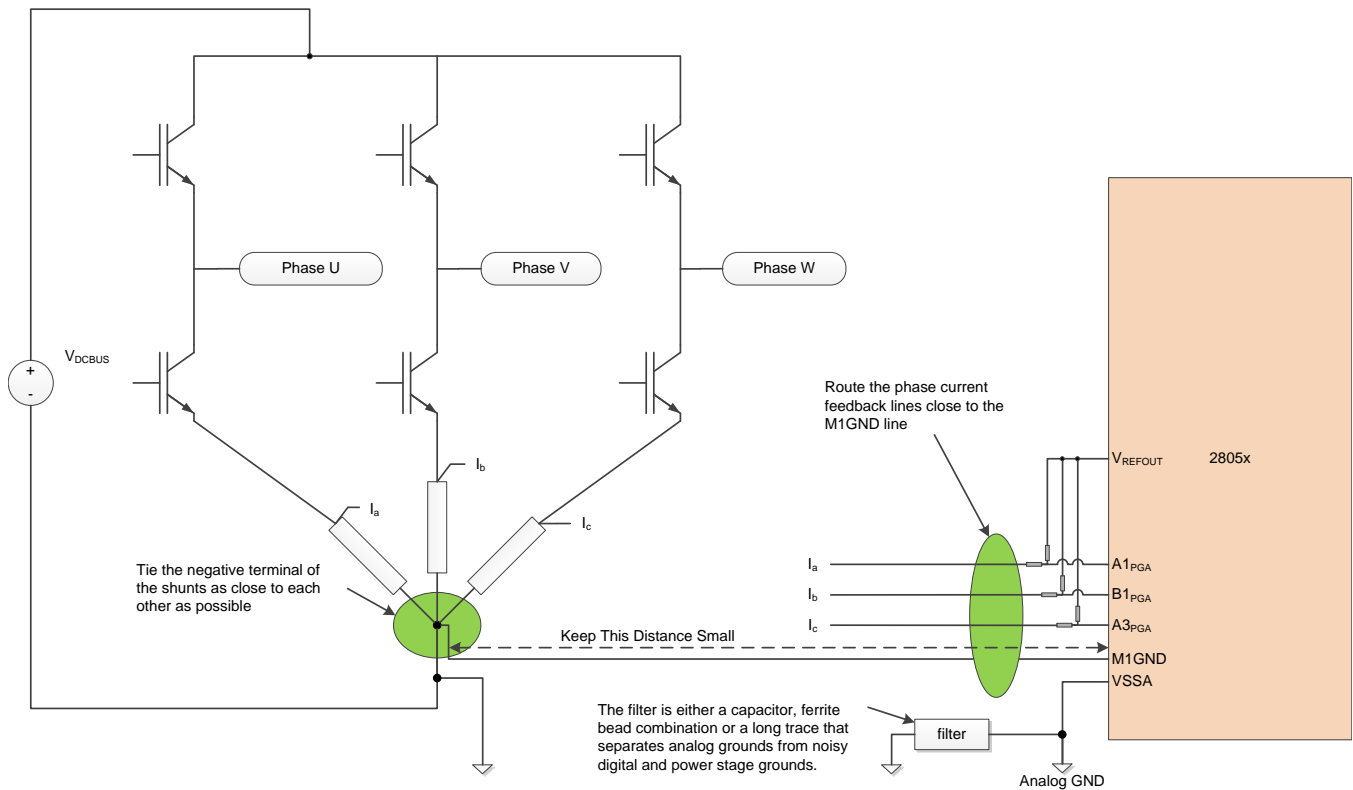 Phase U
Phase V
Phase W
VDCBUS
+
-
Route the phase current
feedback lines close to the
M1GND line
Ib
Ia
Ic
VREFOUT
2805x
Tie the negative terminal of
the shunts as close to each
other as possible
Ia
A1PGA
Ib
B1PGA
Ic
A3PGA
Keep This Distance Small
M1GND
VSSA
The filter is either a capacitor, ferrite
bead combination or a long trace that
separates analog grounds from noisy
digital and power stage grounds.
filter
Analog GND